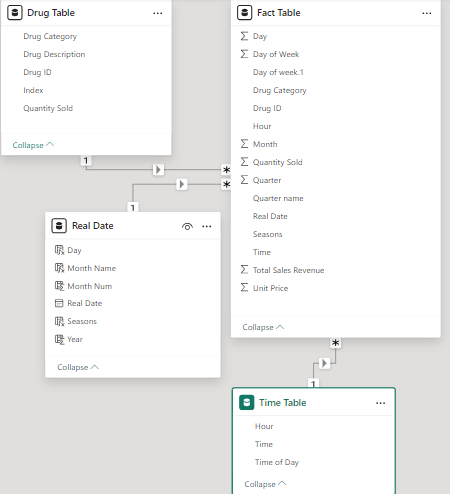 Drug Table
Drug Category
Drug Description
Drug ID
Index
Quantity Sold
Collapse
1
*
Fact Table
Day
Day of Week
Day of week.1
Drug Category
Drug ID
Hour
Month
Quantity Sold
Quarter
Quarter name
Real Date
Seasons
Time
Total Sales Revenue
Unit Price
Collapse
*
1
Real Date
Day
Month Name
Month Num
Real Date
Seasons
Year
Collapse
*
1
Time Table
Hour
Time
Time of Day
Collapse